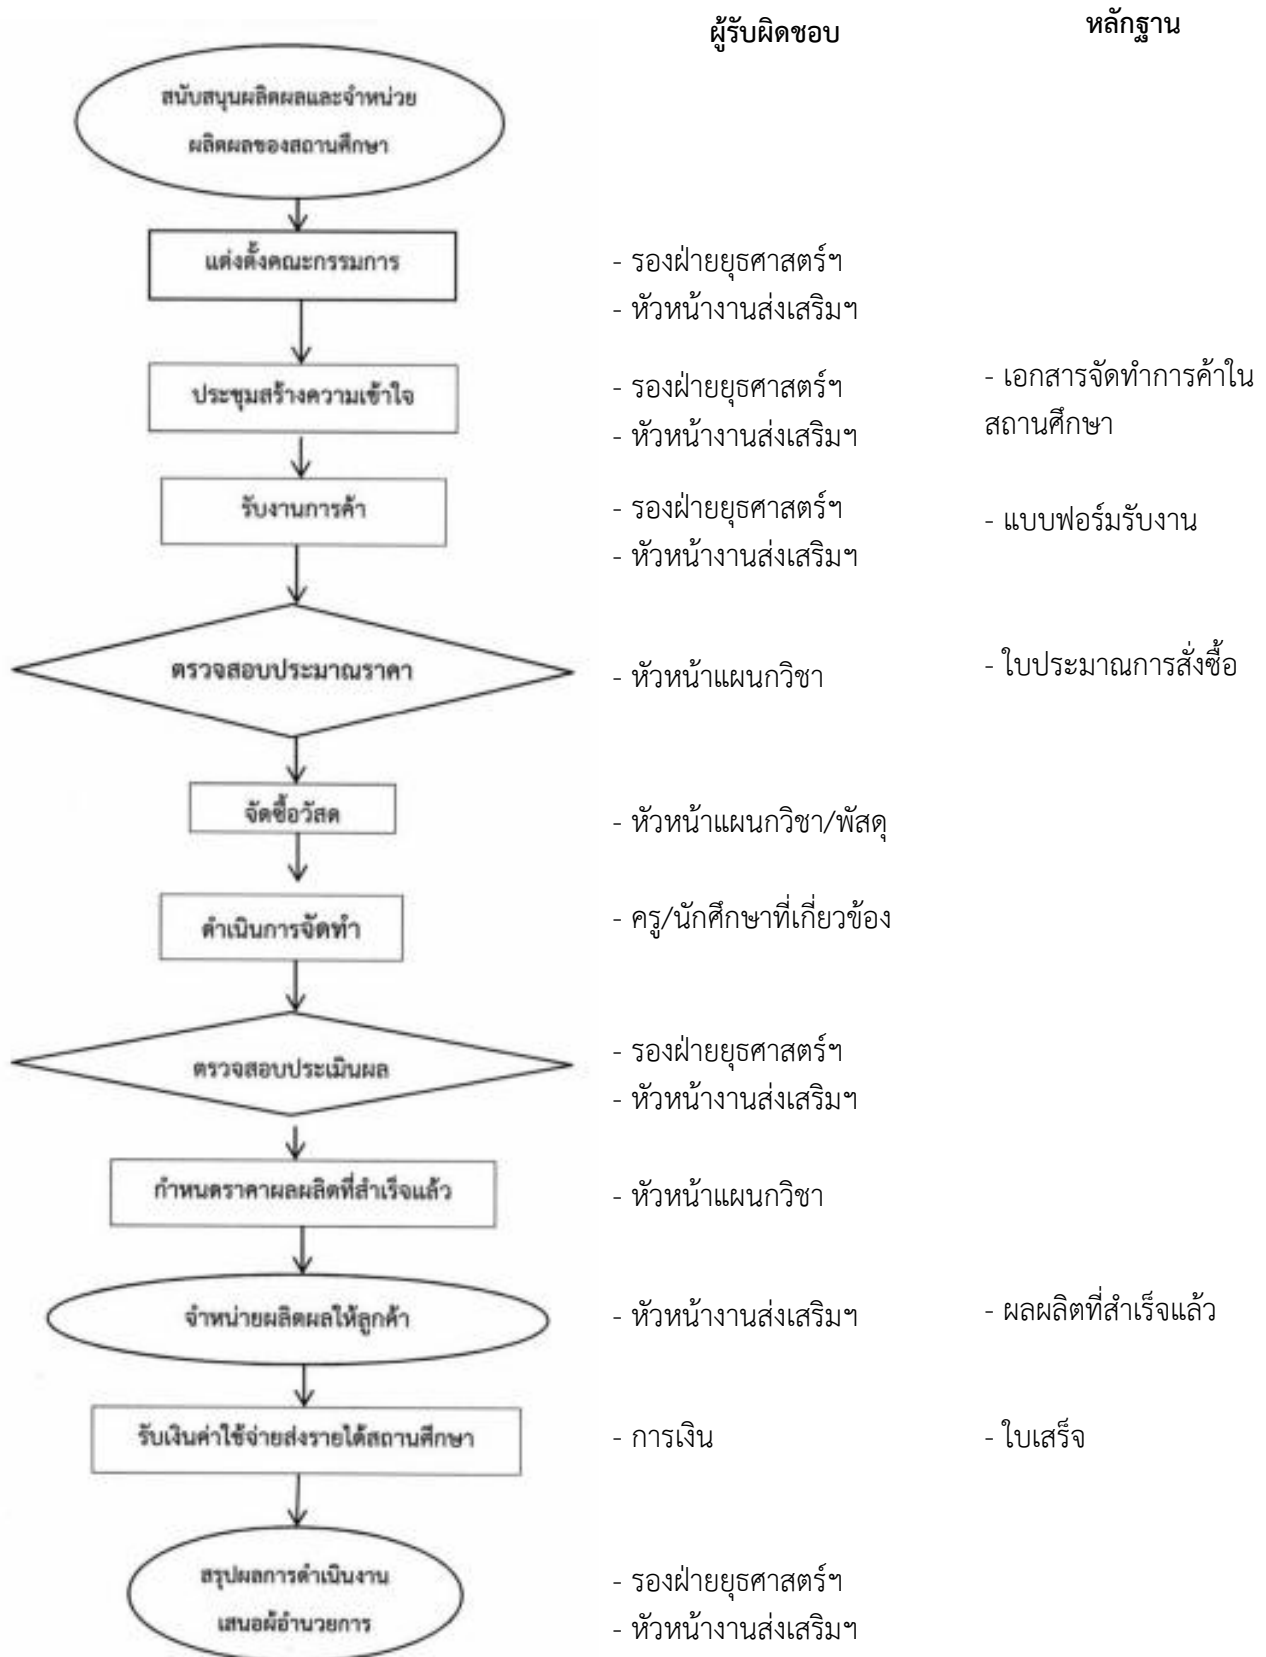 ผู้รับผิดชอบ
หลักฐาน
สนับสนุนผลิตผลและจำหน่วย
ผลิตผลของสถานศึกษา
แต่งตั้งคณะกรรมการ
- รองฝ่ายยุธศาสตร์ฯ
- หัวหน้างานส่งเสริมฯ
ประชุมสร้างความเข้าใจ
- รองฝ่ายยุธศาสตร์ฯ
- หัวหน้างานส่งเสริมฯ
- เอกสารจัดทำการค้าใน
สถานศึกษา
รับงานการค้า
- รองฝ่ายยุธศาสตร์ฯ
- หัวหน้างานส่งเสริมฯ
- แบบฟอร์มรับงาน
ตรวจสอบประมาณราคา
- หัวหน้าแผนกวิชา
- ใบประมาณการสั่งซื้อ
จัดซื้อวัสด
- หัวหน้าแผนกวิชา/พัสดุ
ดำเนินการจัดทำ
- ครู/นักศึกษาที่เกี่ยวข้อง
ตรวจสอบประเมินผล
- รองฝ่ายยุธศาสตร์ฯ
- หัวหน้างานส่งเสริมฯ
กำหนดราคาผลผลิตที่สำเร็จแล้ว
- หัวหน้าแผนกวิชา
จำหน่ายผลิตผลให้ลูกค้า
- หัวหน้างานส่งเสริมฯ
- ผลผลิตที่สำเร็จแล้ว
รับเงินค่าใช้จ่ายส่งรายได้สถานศึกษา
- การเงิน
- ใบเสร็จ
สรุปผลการดำเนินงาน
เสนอผ้อำนวยการ
- รองฝ่ายยุธศาสตร์ฯ
- หัวหน้างานส่งเสริมฯ